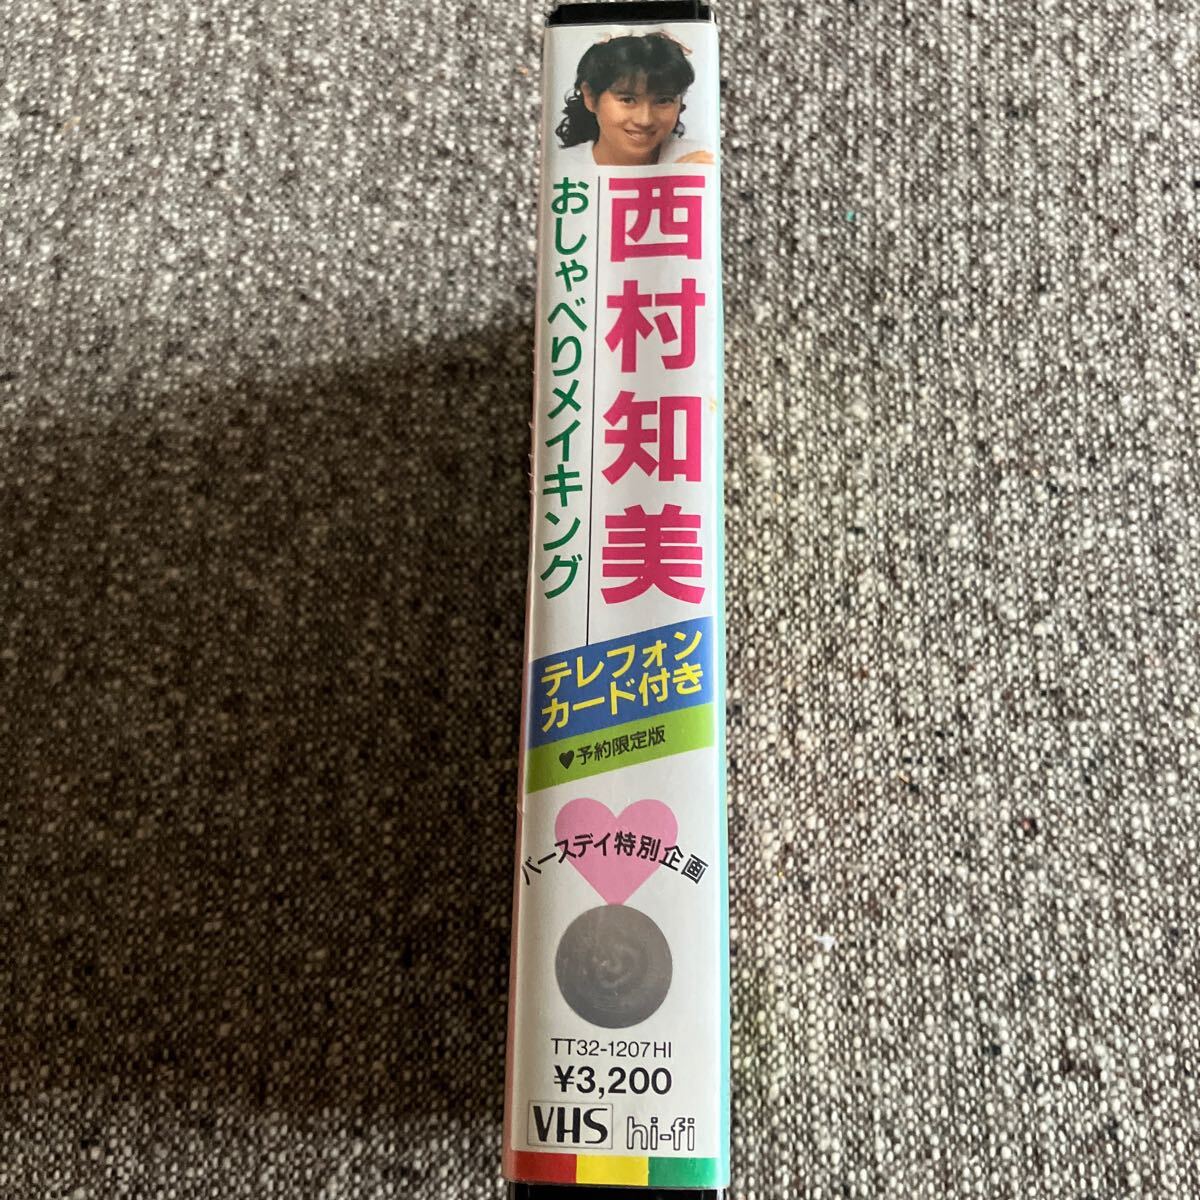 西村知美
おしゃべりメイキング
テレフォン
カード付き
♥予約限定版
バースデイ特別企画
TT32-1207HI
¥3,200
VHS hi-fi